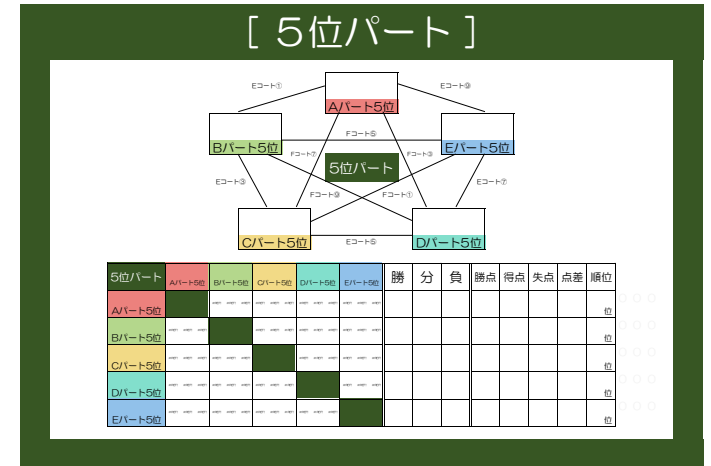 [ 5位パート ]
Eコート①
Eコート⑨
Aパート5位
Fコート⑤
Bパート5位
Eパート5位
Fコート⑦
Fコート③
5位パート
Eコート③
Eコート⑦
Fコート⑨
Fコート①
Cパート5位
Dパート5位
Eコート⑤
5位パート Aパート5位 Bパート5位 Cパート5位 Dパート5位 Eパート5位 勝 分 負 勝点 得点 失点 点差 順位
Aパート5位 位
Bパート5位 位
Cパート5位 位
Dパート5位 位
Eパート5位 位